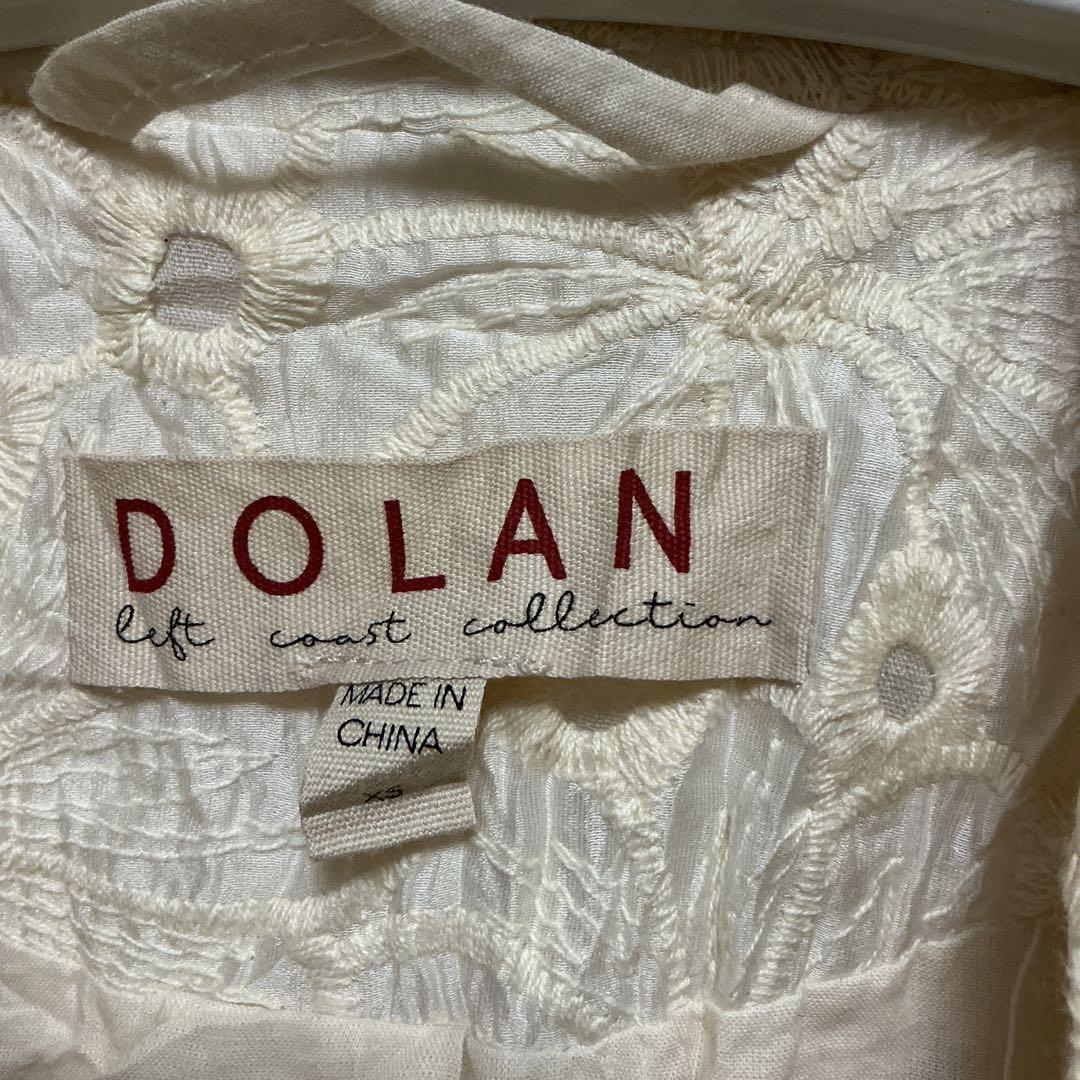 DOLAN
left coast collection
MADE IN
CHINA
XS